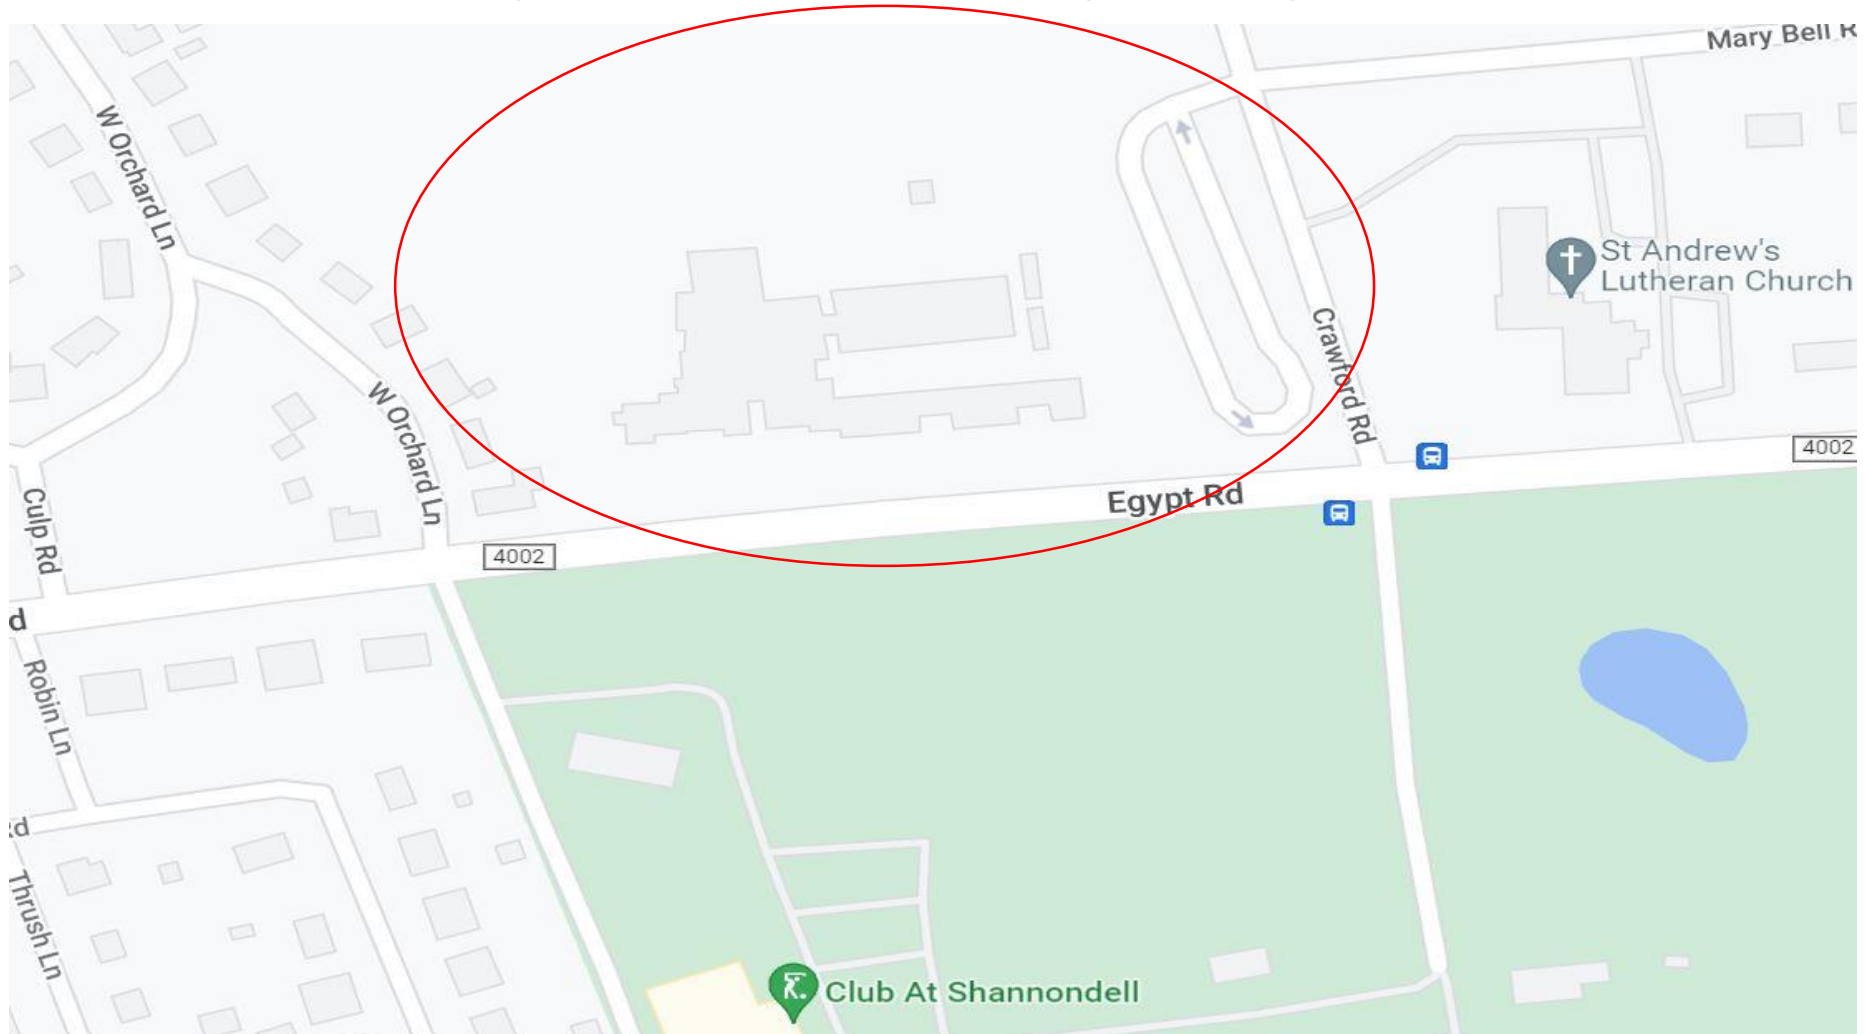 Mary Bell R
W Orchard Ln
St Andrew's
Lutheran Church
Crawford Rd
W Orchard Ln
4002
Egypt Rd
Culp Rd
4002
d
Robin Ln
d
Thrush Ln
Club At Shannondell